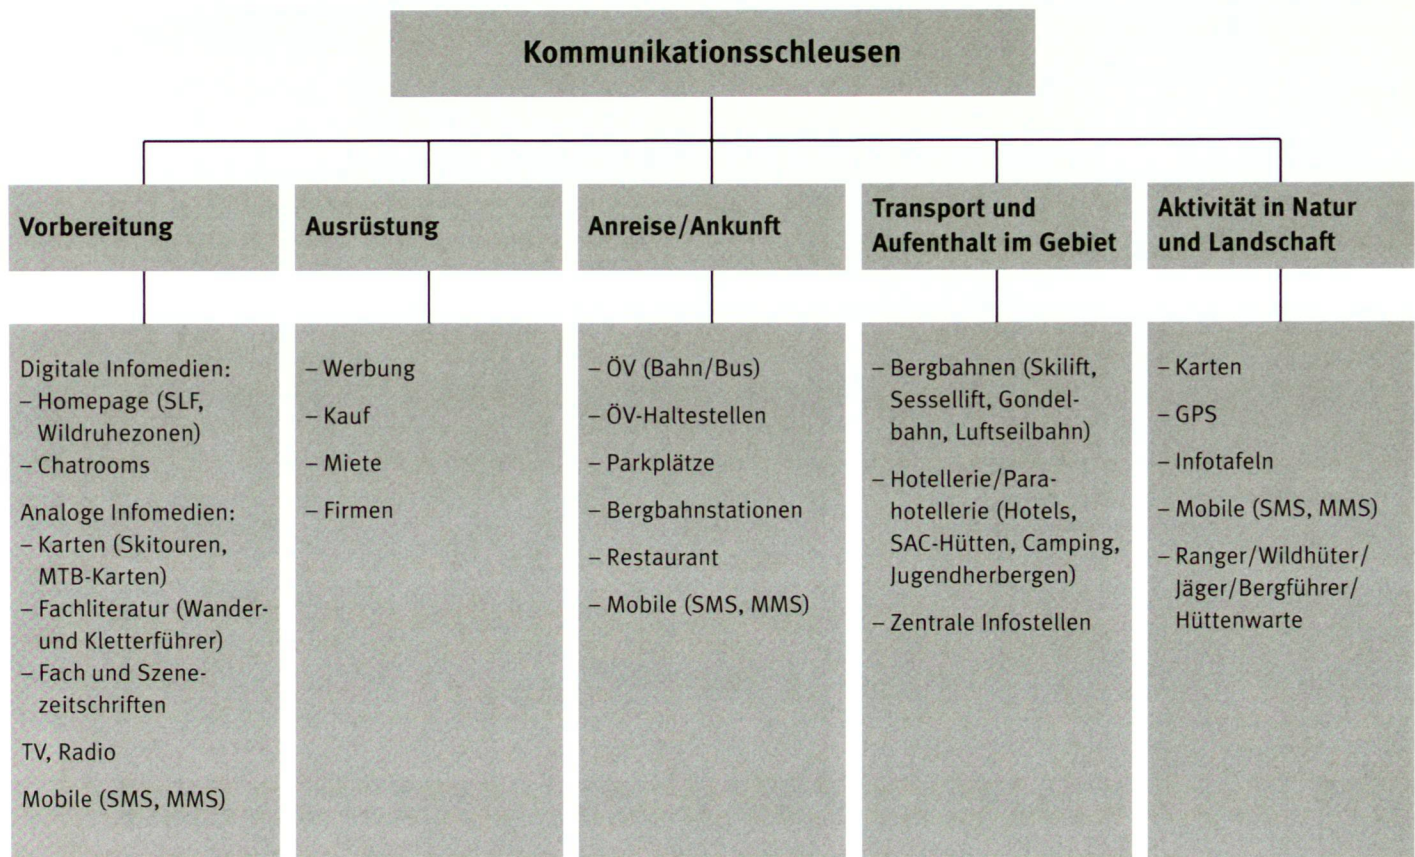 Kommunikationsschleusen
Vorbereitung
Digitale Infomedien:
– Homepage (SLF,
Wildruhezonen)
– Chatrooms
Analoge Infomedien:
– Karten (Skitouren,
MTB-Karten)
– Fachliteratur (Wander-
und Kletterführer)
– Fach und Szene-
zeitschriften
TV, Radio
Mobile (SMS, MMS)
Ausrüstung
– Werbung
– Kauf
– Miete
– Firmen
Anreise/Ankunft
– ÖV (Bahn/Bus)
– ÖV-Haltestellen
– Parkplätze
– Bergbahnstationen
– Restaurant
– Mobile (SMS, MMS)
Transport und
Aufenthalt im Gebiet
– Bergbahnen (Skilift,
Sessellift, Gondel-
bahn, Luftseilbahn)
– Hotellerie/Para-
hotellerie (Hotels,
SAC-Hütten, Camping,
Jugendherbergen)
– Zentrale Infostellen
Aktivität in Natur
und Landschaft
– Karten
– GPS
– Infotafeln
– Mobile (SMS, MMS)
– Ranger/Wildhüter/
Jäger/Bergführer/
Hüttenwarte